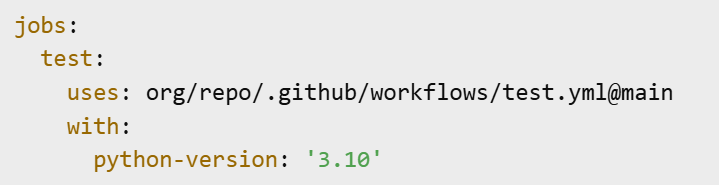 jobs:
  test:
    uses: org/repo/.github/workflows/test.yml@main
    with:
      python-version: '3.10'